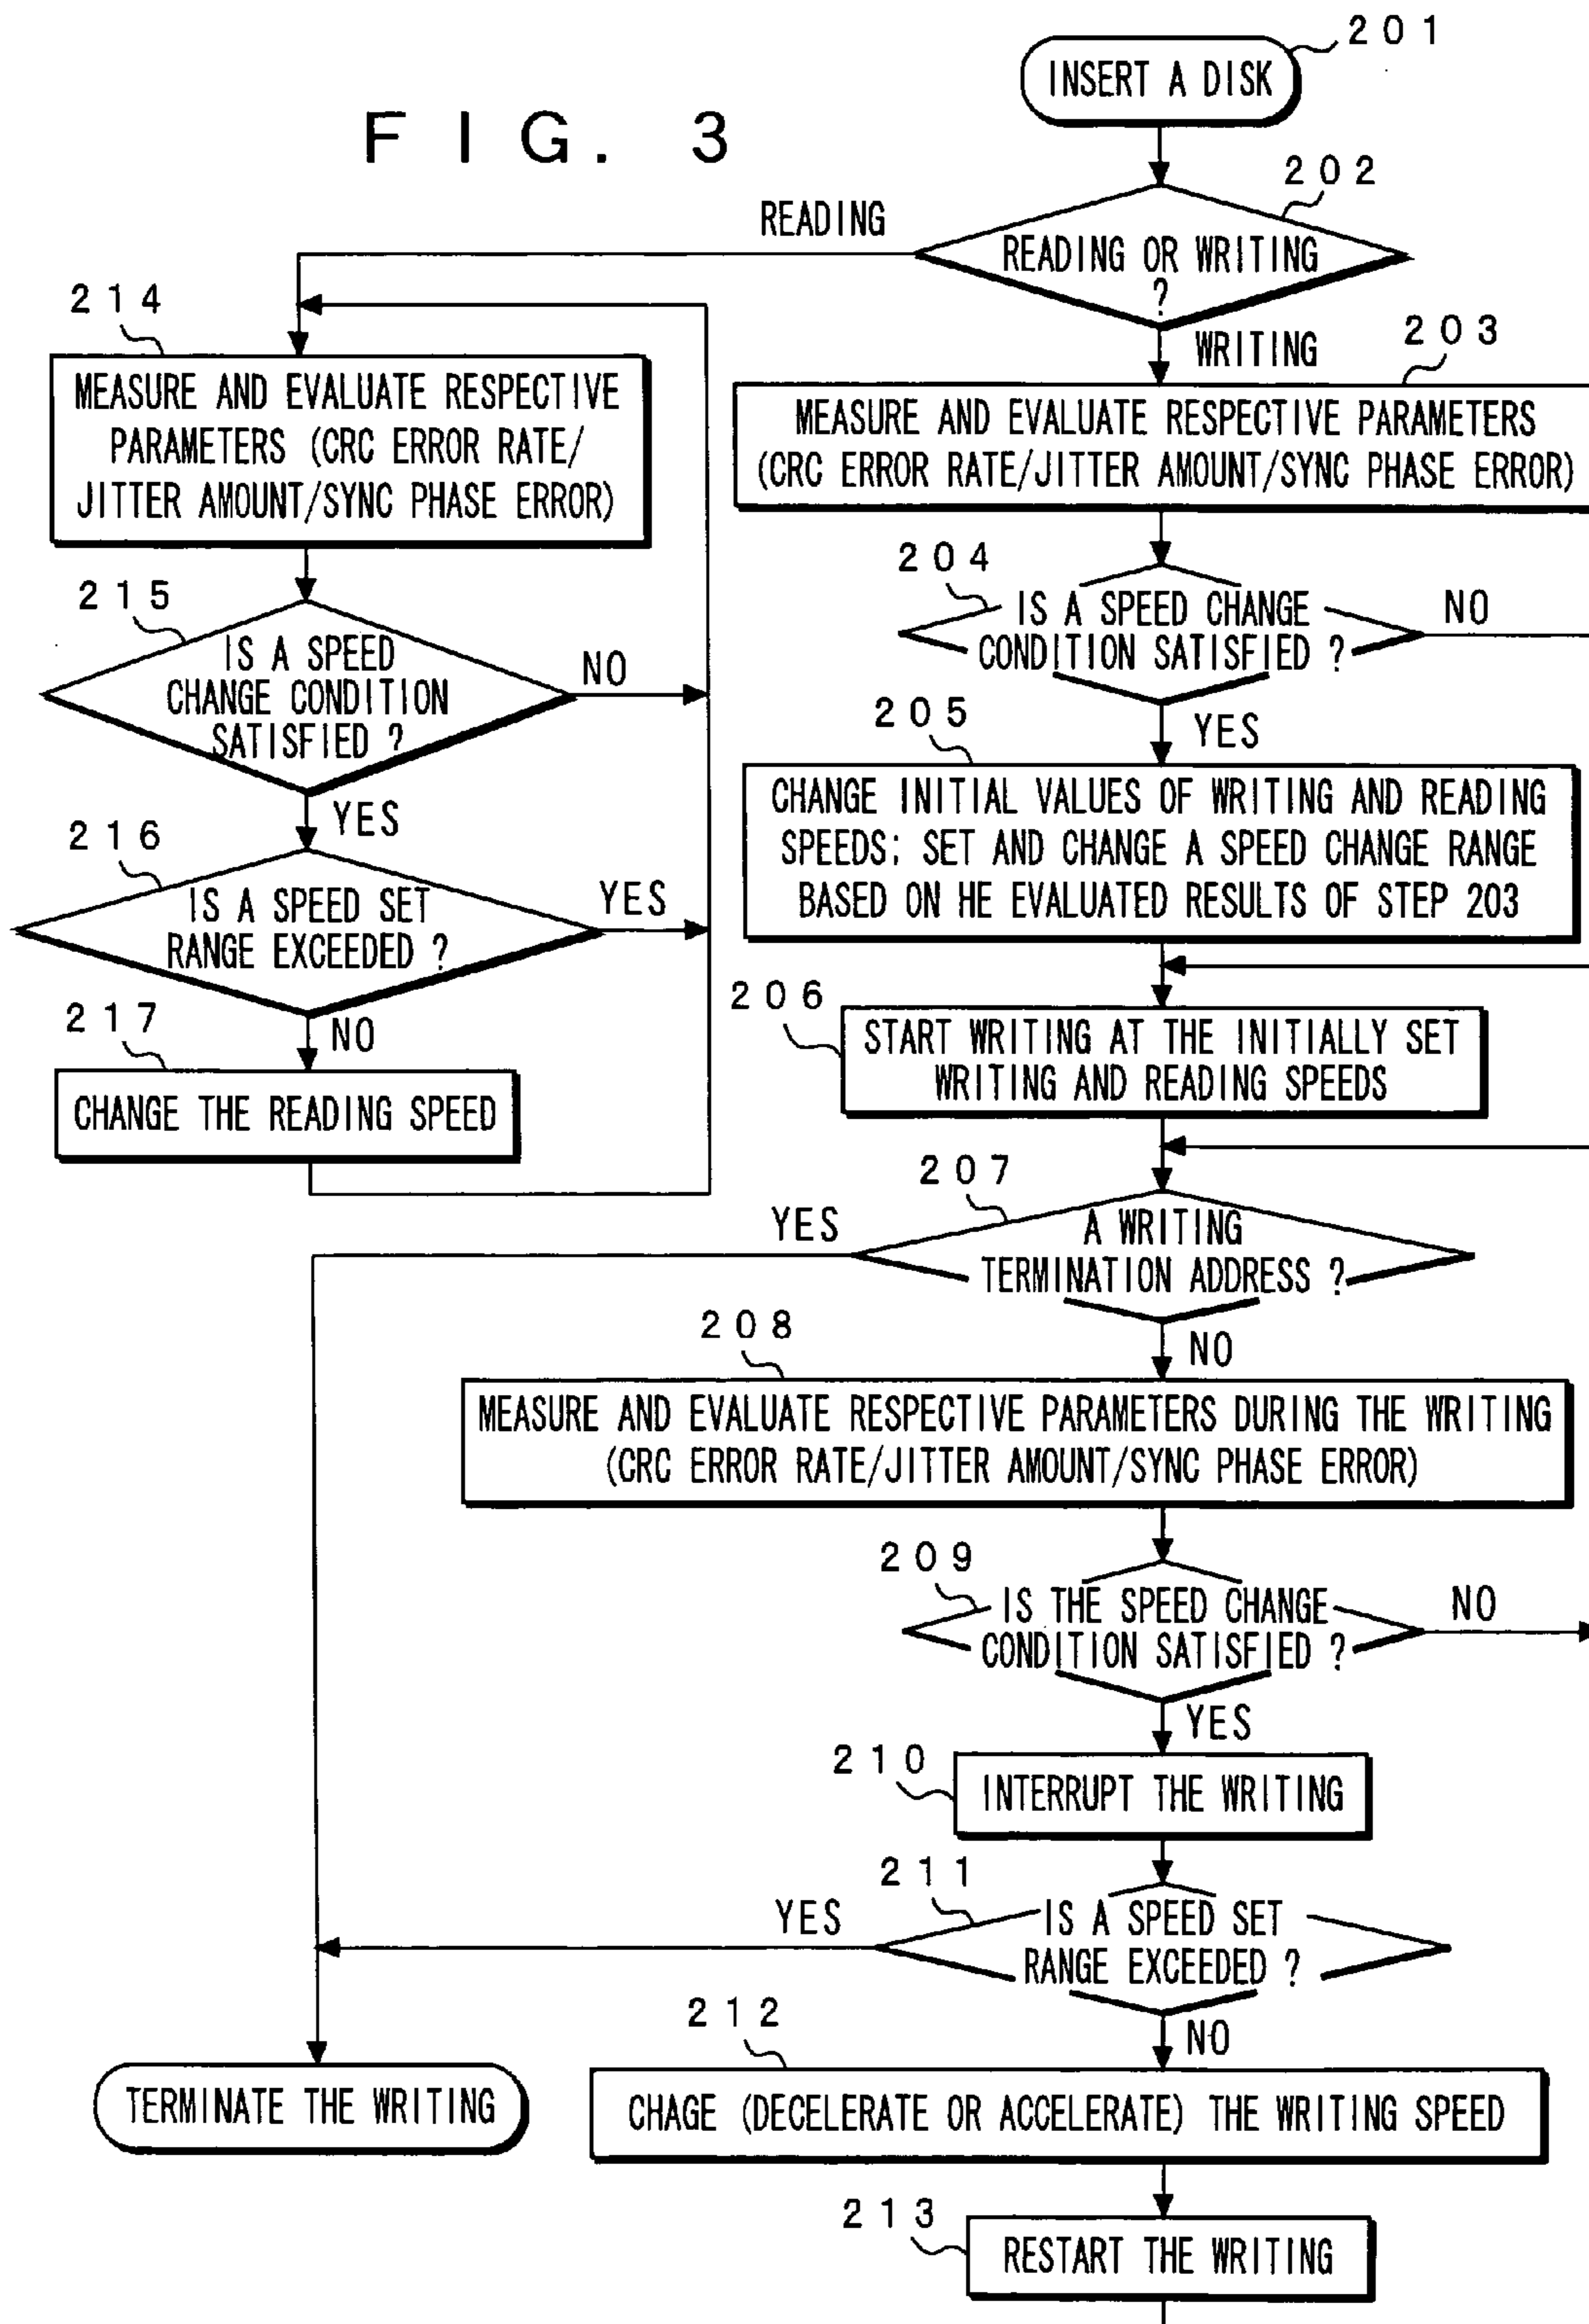 FIG. 3
201
INSERT A DISK
202
READING OR WRITING
?
READING
WRITING
214
MEASURE AND EVALUATE RESPECTIVE
PARAMETERS (CRC ERROR RATE/
JITTER AMOUNT/SYNC PHASE ERROR)
215
IS A SPEED
CHANGE CONDITION
SATISFIED ?
NO
YES
216
IS A SPEED SET
RANGE EXCEEDED ?
YES
NO
217
CHANGE THE READING SPEED
203
MEASURE AND EVALUATE RESPECTIVE PARAMETERS
(CRC ERROR RATE/JITTER AMOUNT/SYNC PHASE ERROR)
204
IS A SPEED CHANGE
CONDITION SATISFIED ?
NO
YES
205
CHANGE INITIAL VALUES OF WRITING AND READING
SPEEDS; SET AND CHANGE A SPEED CHANGE RANGE
BASED ON HE EVALUATED RESULTS OF STEP 203
206
START WRITING AT THE INITIALLY SET
WRITING AND READING SPEEDS
207
A WRITING
TERMINATION ADDRESS ?
YES
NO
208
MEASURE AND EVALUATE RESPECTIVE PARAMETERS DURING THE WRITING
(CRC ERROR RATE/JITTER AMOUNT/SYNC PHASE ERROR)
209
IS THE SPEED CHANGE
CONDITION SATISFIED ?
NO
YES
210
INTERRUPT THE WRITING
211
IS A SPEED SET
RANGE EXCEEDED ?
YES
NO
TERMINATE THE WRITING
212
CHAGE (DECELERATE OR ACCELERATE) THE WRITING SPEED
213
RESTART THE WRITING